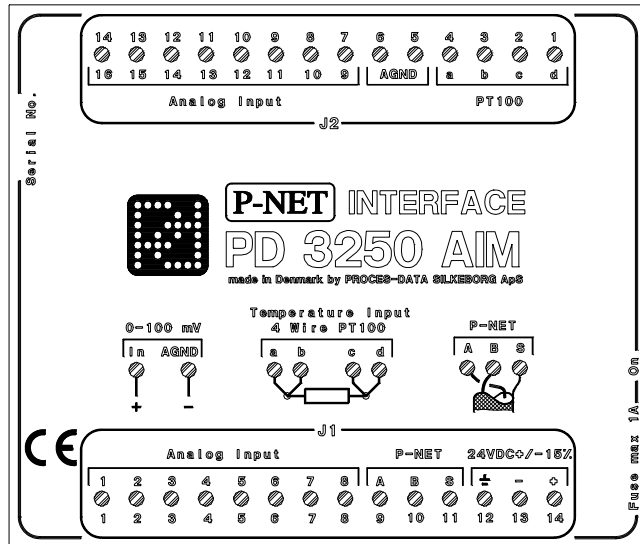 14 13 12 11 10 9 8 7 6 5 4 3 2 1
16 15 14 13 12 11 10 9 AGND a b c d
Analog Input PT100
J2
Serial No.
P-NET INTERFACE
PD 3250 AIM
made in Denmark by PROCES-DATA SILKEBORG ApS
0-100 mV
In AGND
+ -
Temperature Input
4 Wire PT100
a b c d
P-NET
A B S
J1
CE
Analog Input P-NET 24VDC+/-15%
1 2 3 4 5 6 7 8 A B S - +
1 2 3 4 5 6 7 8 9 10 11 12 13 14
Fuse max 1A On